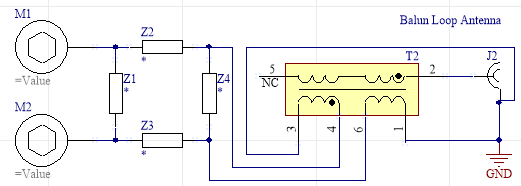 M1
=Value
Z2
*
Z1
*
Z4
*
M2
=Value
Z3
*
Balun Loop Antenna
T2
J2
5
NC
2
3
4
6
1
GND